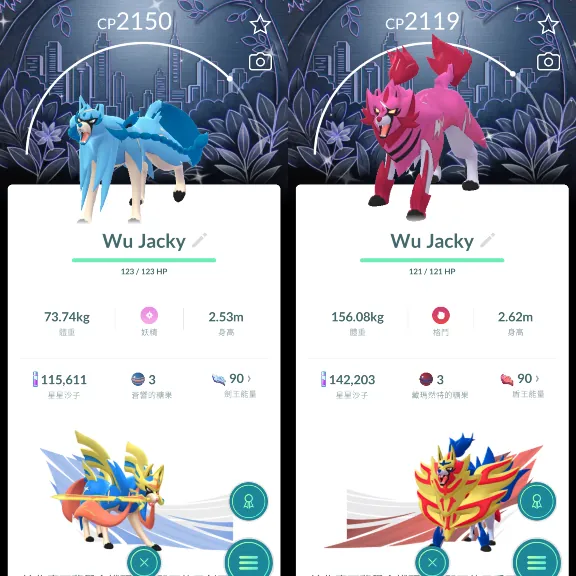 CP2150
Wu Jacky
123 / 123 HP
73.74kg
體重
妖精
2.53m
身高
115,611
星星沙子
3
蒼響的糖果
90 ›
劍王能量
CP2119
Wu Jacky
121 / 121 HP
156.08kg
體重
格鬥
2.62m
身高
142,203
星星沙子
3
藏瑪然特的糖果
90 ›
盾王能量